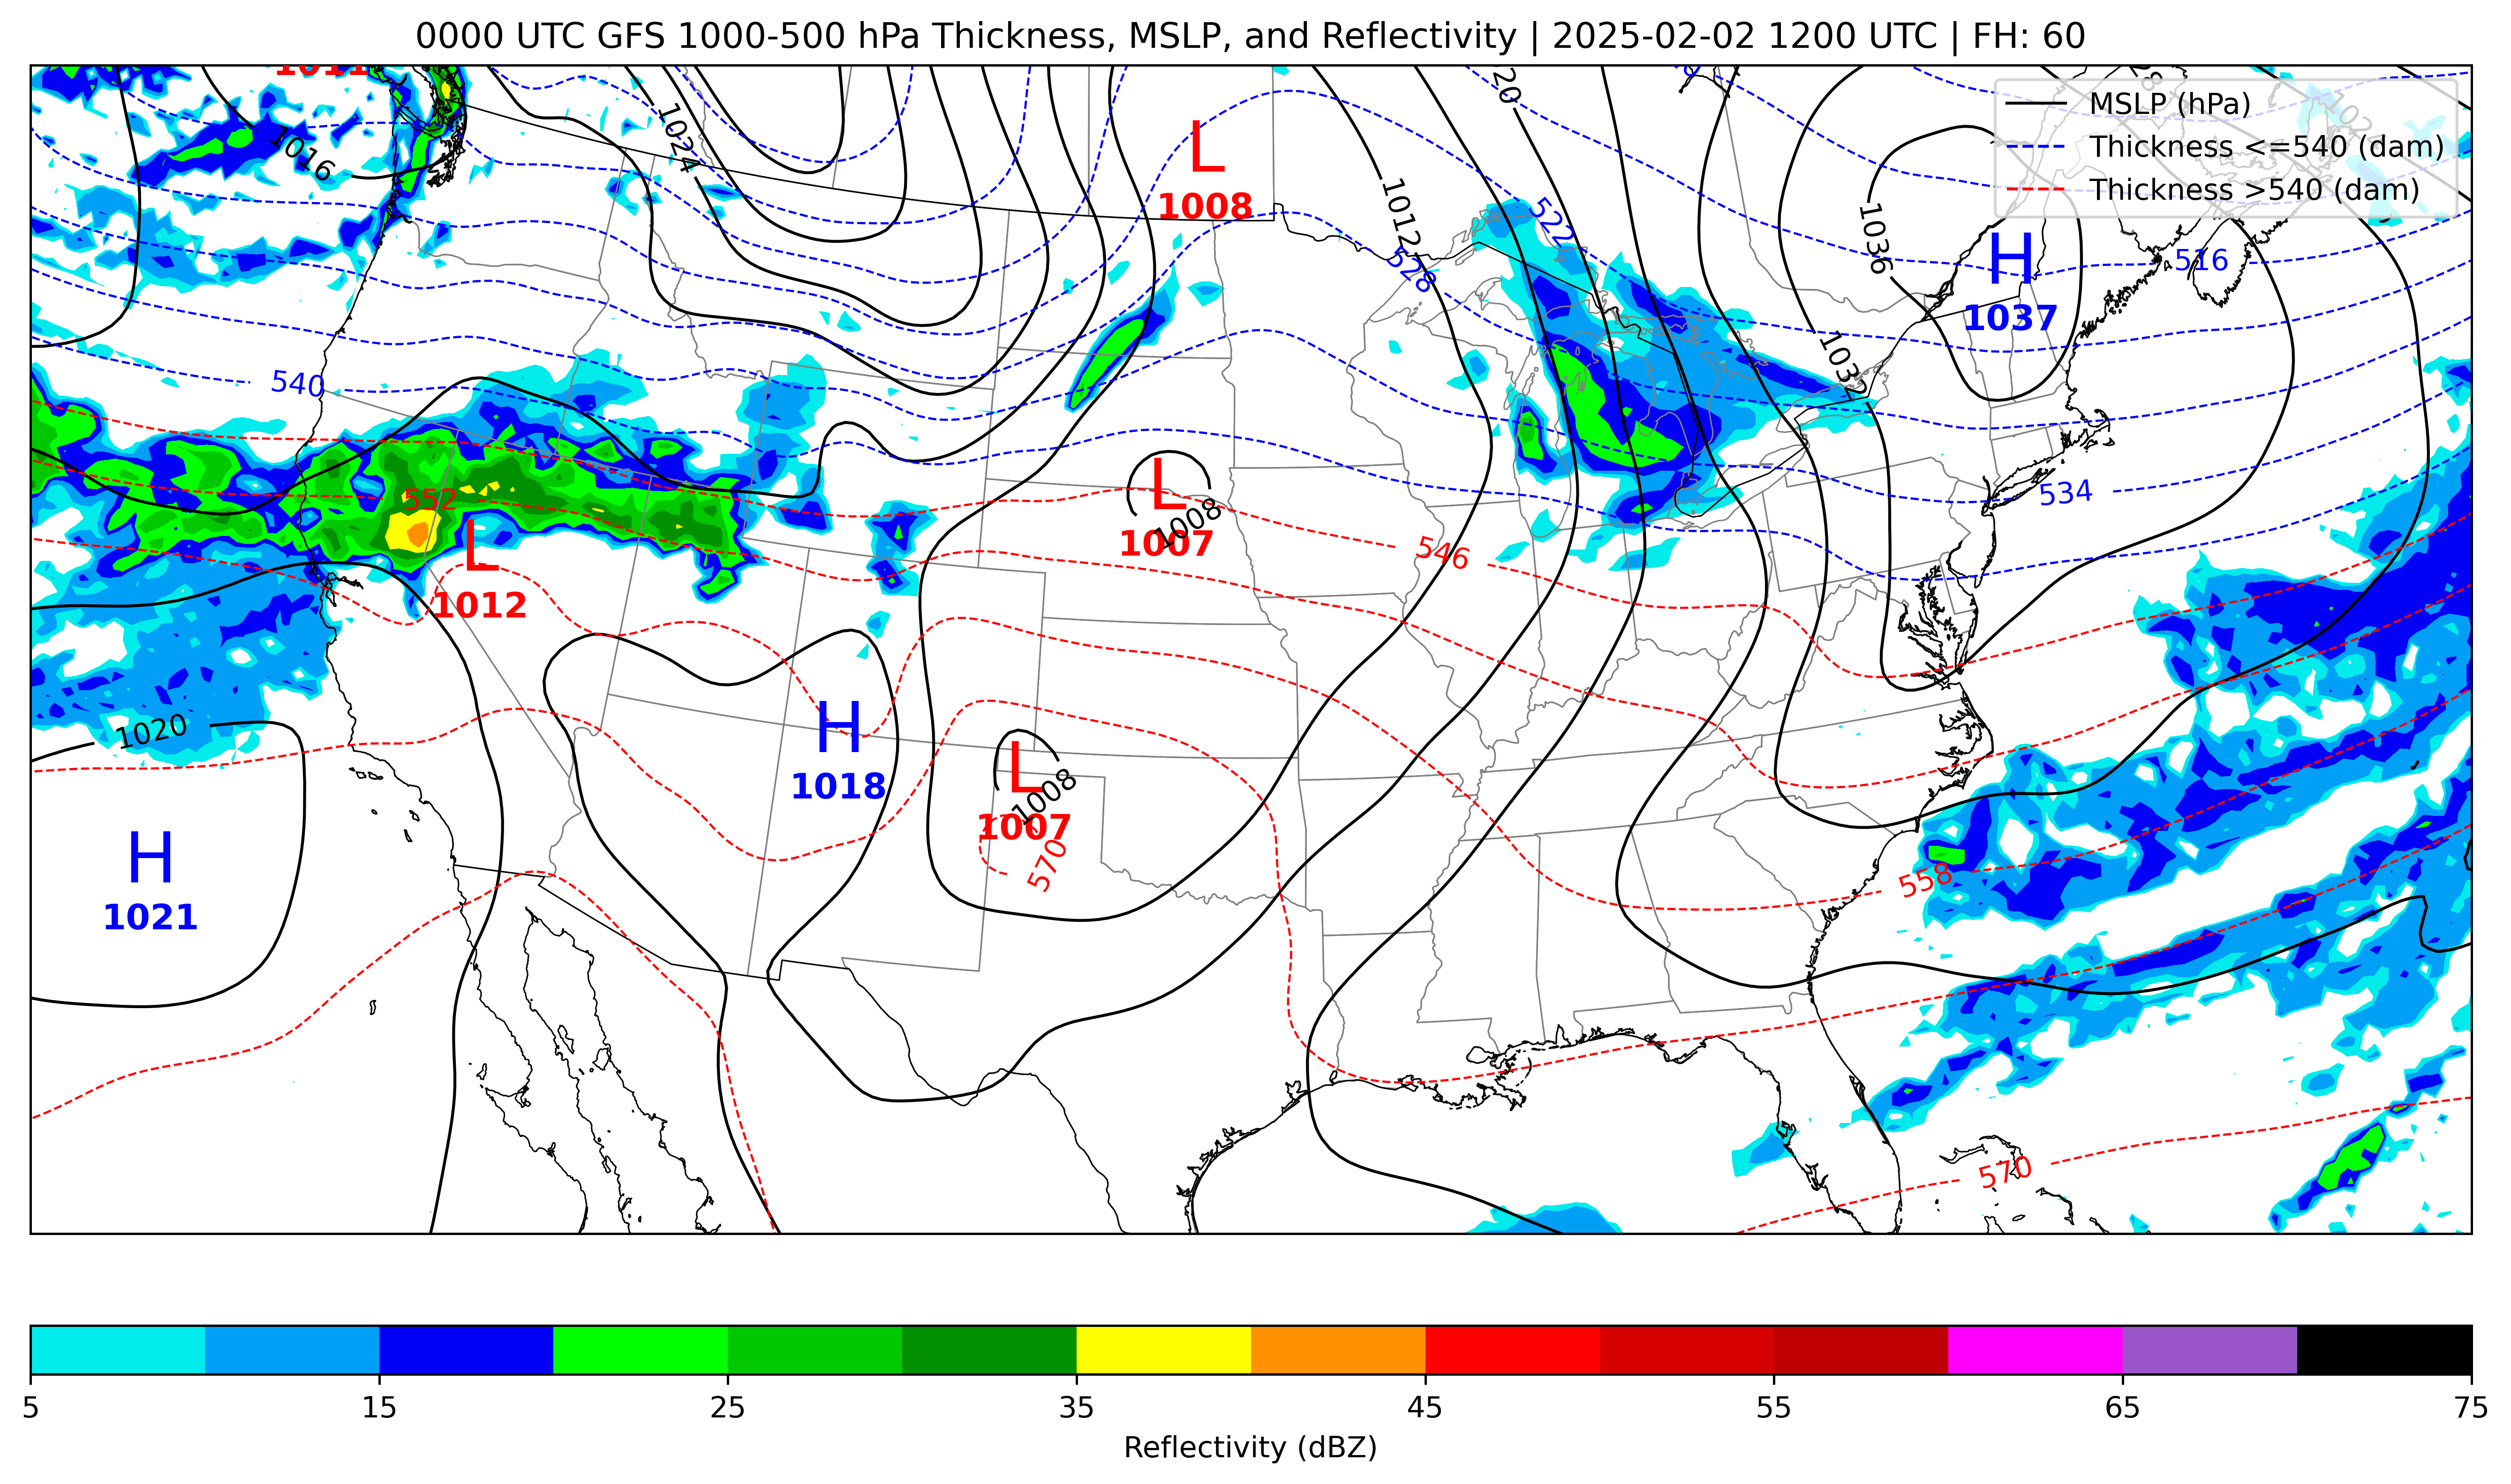 0000 UTC GFS 1000-500 hPa Thickness, MSLP, and Reflectivity | 2025-02-02 1200 UTC | FH: 60
1011
MSLP (hPa)
Thickness <=540 (dam)
Thickness >540 (dam)
1016
1024
L
1008
1020
1012
522
528
1036
H
1037
516
1032
540
552
L
1012
L
1008
1007
546
534
1020
H
1018
L
1008
1007
570
H
1021
558
570
5
15
25
35
45
55
65
75
Reflectivity (dBZ)